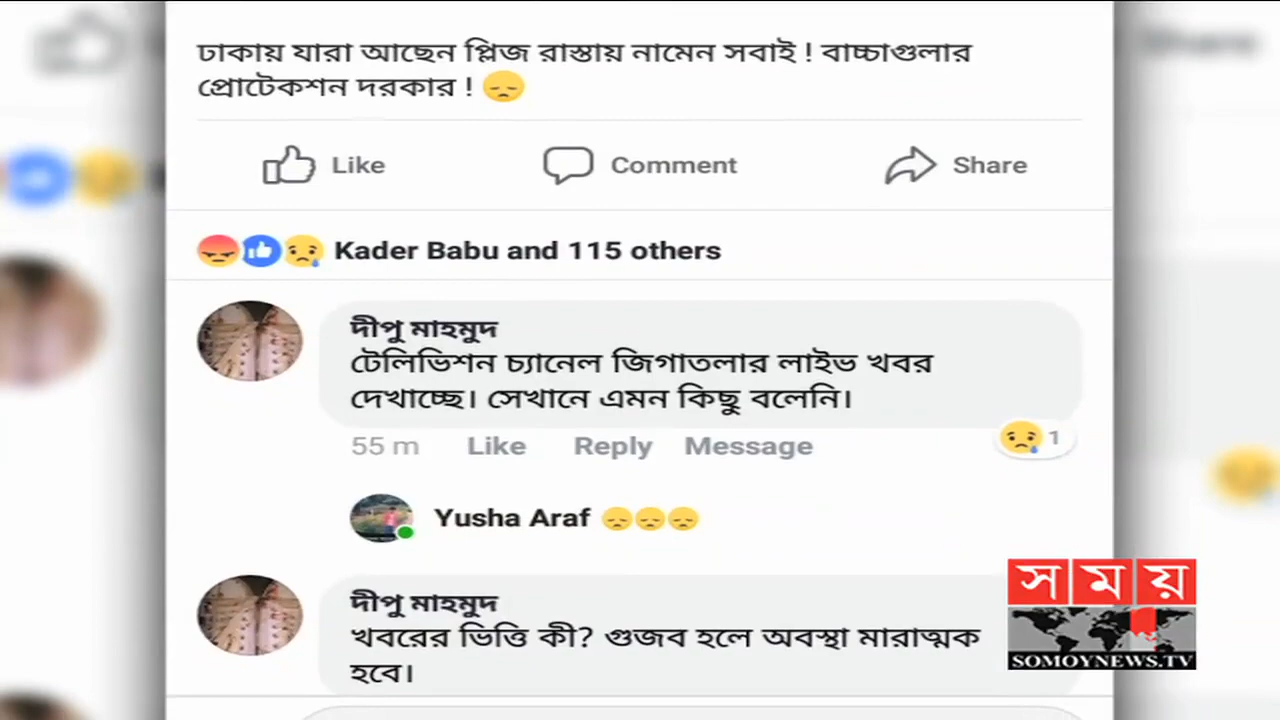 ঢাকায় যারা আছেন প্লিজ রাস্তায় নামেন সবাই ! বাচ্চাগুলার
প্রোটেকশন দরকার ! 😞
Like Comment Share
Kader Babu and 115 others
দীপু মাহমুদ
টেলিভিশন চ্যানেল জিগাতলার লাইভ খবর
দেখাচ্ছে। সেখানে এমন কিছু বলেনি।
55 m Like Reply Message 1
Yusha Araf 😞😞😞
দীপু মাহমুদ
খবরের ভিত্তি কী? গুজব হলে অবস্থা মারাত্মক
হবে।
সময়
SOMOYNEWS.TV